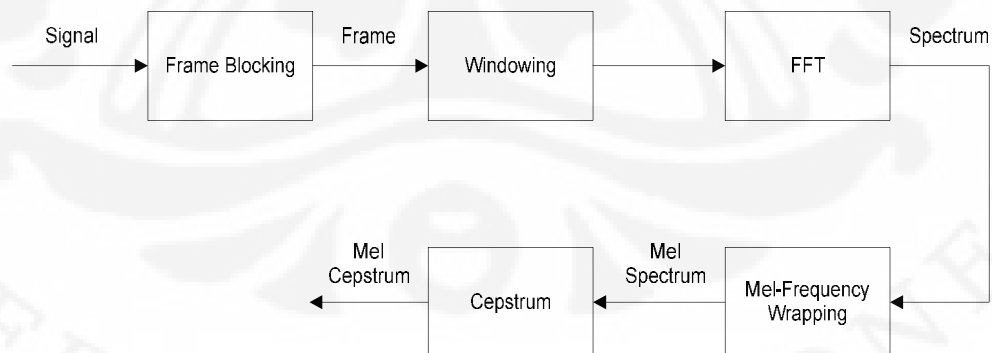 Signal
Frame Blocking
Frame
Windowing
FFT
Spectrum
Mel-Frequency
Wrapping
Mel
Spectrum
Cepstrum
Mel
Cepstrum